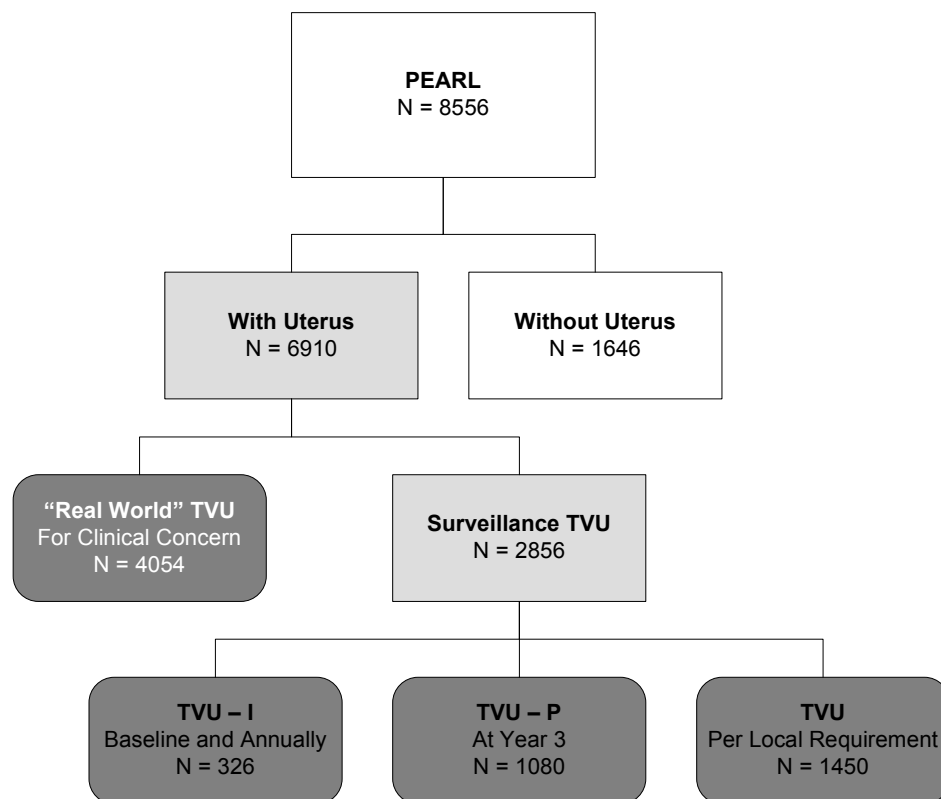 PEARL
N = 8556
With Uterus
N = 6910
Without Uterus
N = 1646
“Real World” TVU
For Clinical Concern
N = 4054
Surveillance TVU
N = 2856
TVU – I
Baseline and Annually
N = 326
TVU – P
At Year 3
N = 1080
TVU
Per Local Requirement
N = 1450